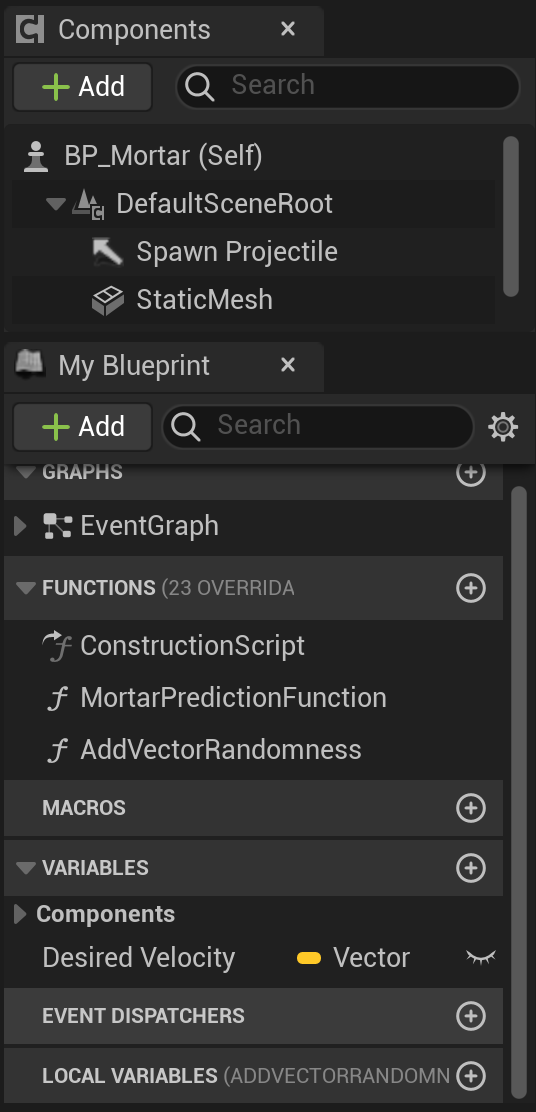 Components
Add Search
BP_Mortar (Self)
DefaultSceneRoot
Spawn Projectile
StaticMesh
My Blueprint
Add Search
GRAPHS
EventGraph
FUNCTIONS (23 OVERRIDA
ConstructionScript
MortarPredictionFunction
AddVectorRandomness
MACROS
VARIABLES
Components
Desired Velocity Vector
EVENT DISPATCHERS
LOCAL VARIABLES (ADDVECTORRANDOMN